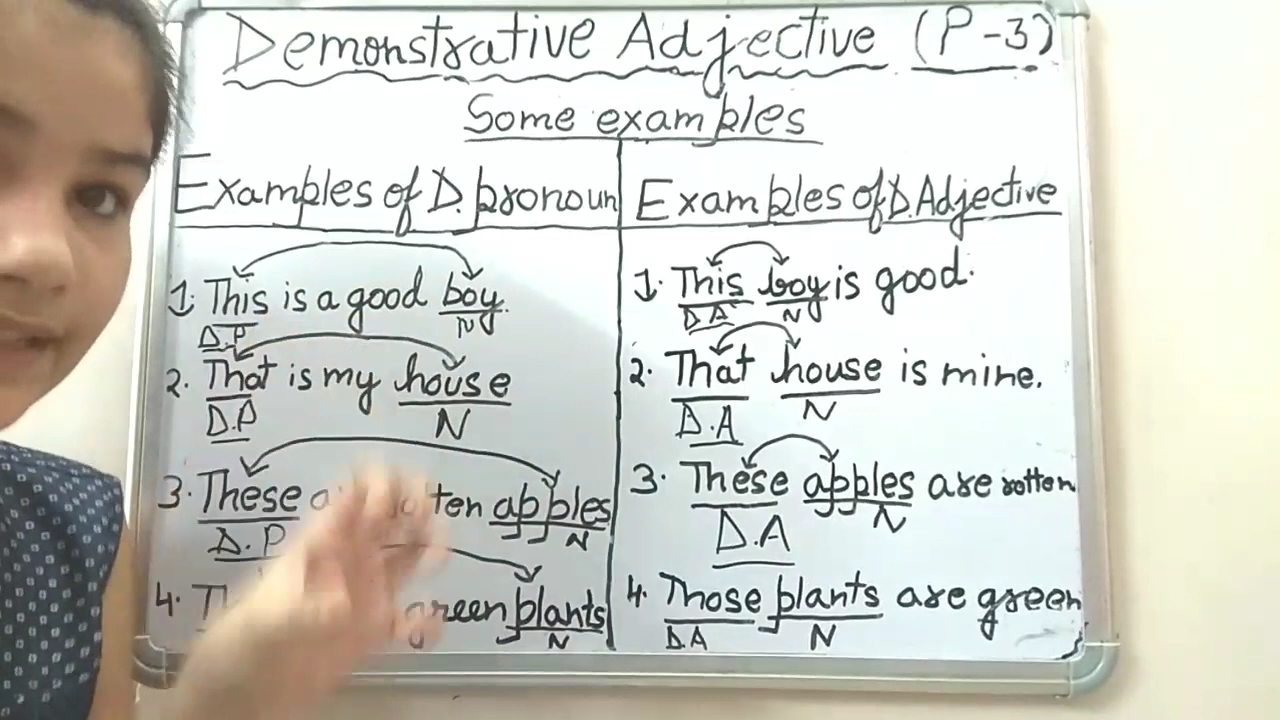 Demonstrative Adjective (P-3)
Some examples
Examples of D. pronoun
1. This is a good boy.
D.P N
2. That is my house
D.P N
3. These rotten apples
D.P N
4. green plants
N
Examples of D. Adjective
1. This boy is good.
D.A N
2. That house is mine.
D.A N
3. These apples are rotten
D.A N
4. Those plants are green
D.A N